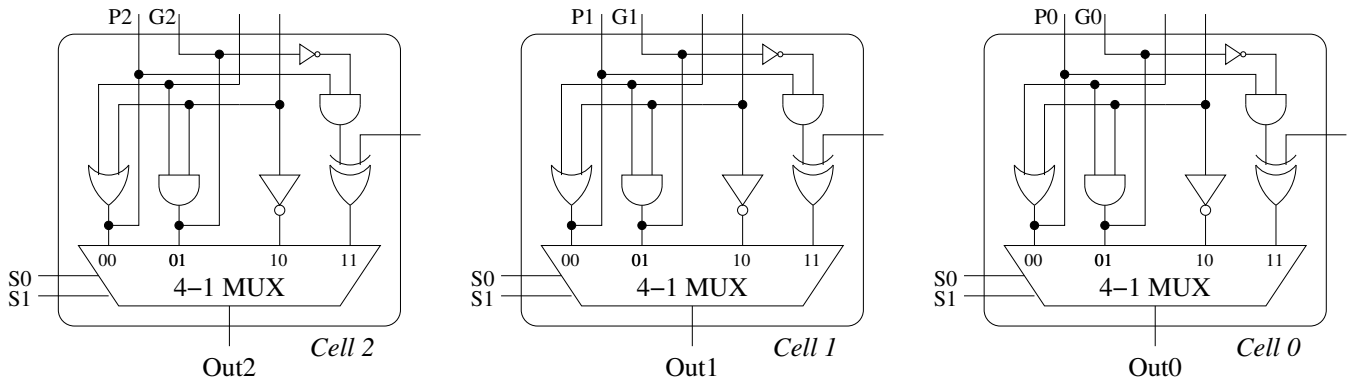 P2 G2
P1 G1
P0 G0
00 01 10 11
00 01 10 11
00 01 10 11
S0
S0
S0
4−1 MUX
4−1 MUX
4−1 MUX
S1
S1
S1
Cell 2
Cell 1
Cell 0
Out2
Out1
Out0